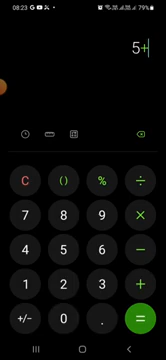 08:23
79%
5+
C () % ÷
7 8 9 ×
4 5 6 −
1 2 3 +
+/− 0 . =